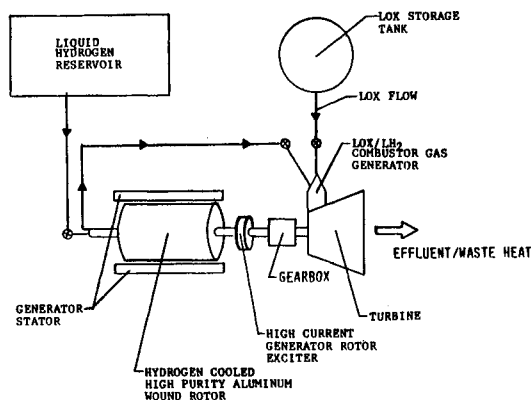 LIQUID
HYDROGEN
RESERVOIR
LOX STORAGE
TANK
LOX FLOW
LOX/LH2
COMBUSTOR GAS
GENERATOR
EFFLUENT/WASTE HEAT
GEARBOX
TURBINE
GENERATOR
STATOR
HIGH CURRENT
GENERATOR ROTOR
EXCITER
HYDROGEN COOLED
HIGH PURITY ALUMINUM
WOUND ROTOR